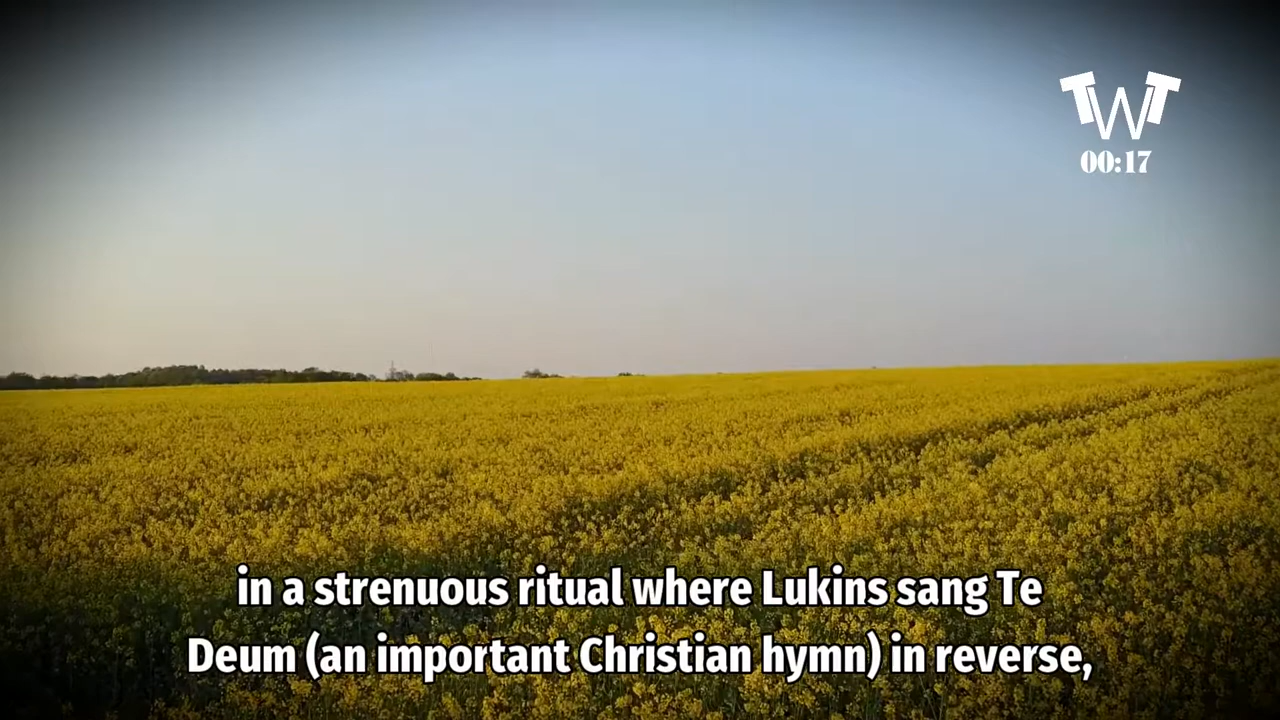 TWT
00:17
in a strenuous ritual where Lukins sang Te
Deum (an important Christian hymn) in reverse,